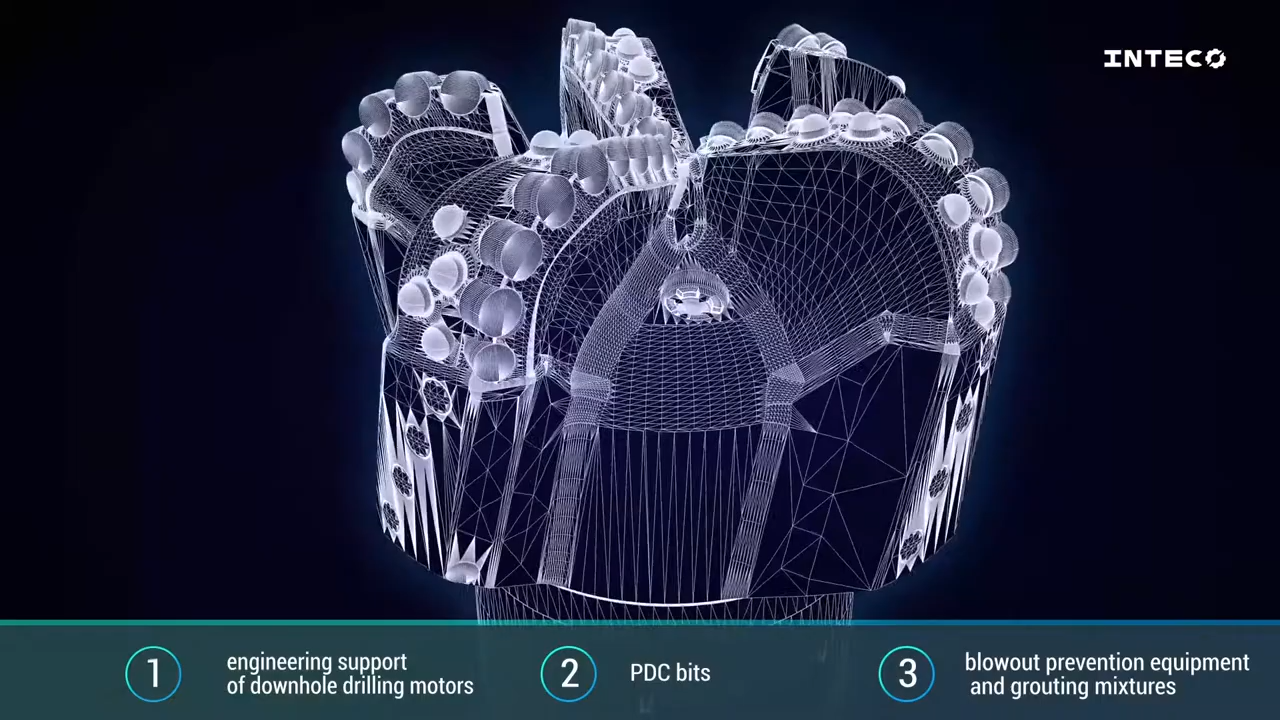 INTECO
1
engineering support
of downhole drilling motors
2
PDC bits
3
blowout prevention equipment
and grouting mixtures